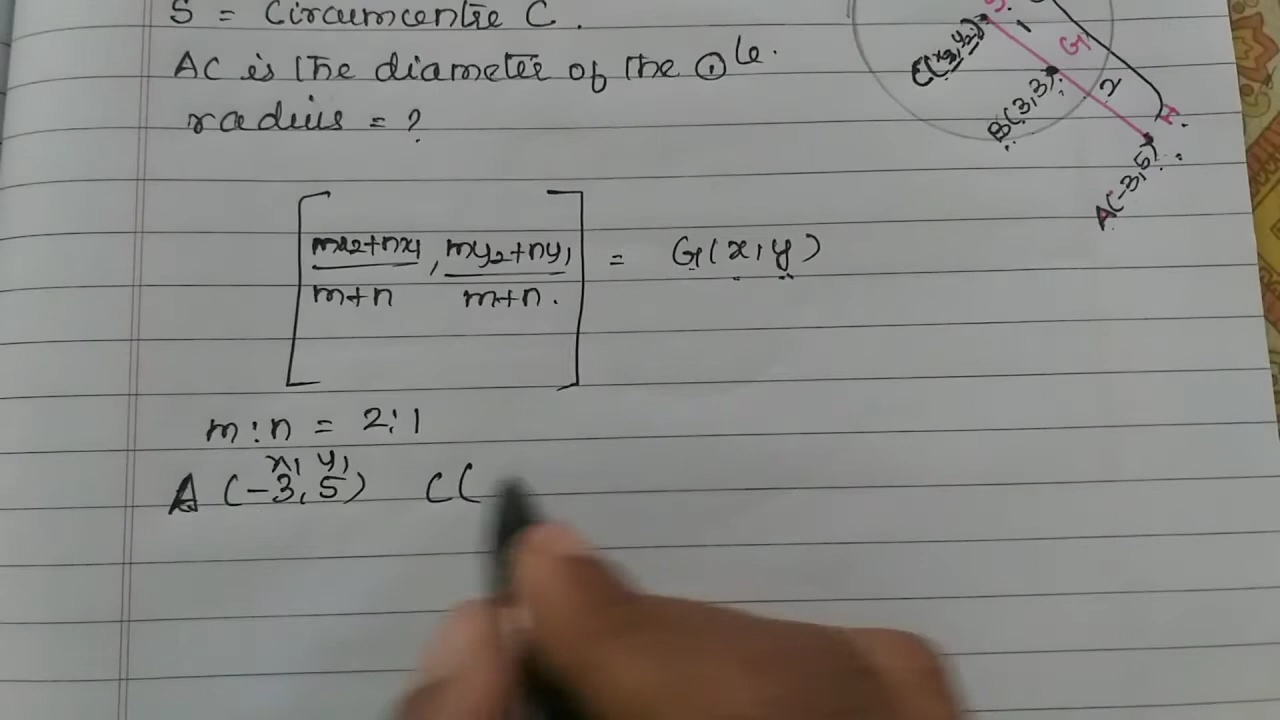 S = Circumcentre C.
AC is the diameter of the ⊙le.
radius = ?
C(x2,y2)
S
1
G
B(3,3)
2
H
A(-3,5)
[mx2+nx1/m+n, my2+ny1/m+n.] = G(x,y)
m:n = 2:1
x1 y1
A (-3,5) C(